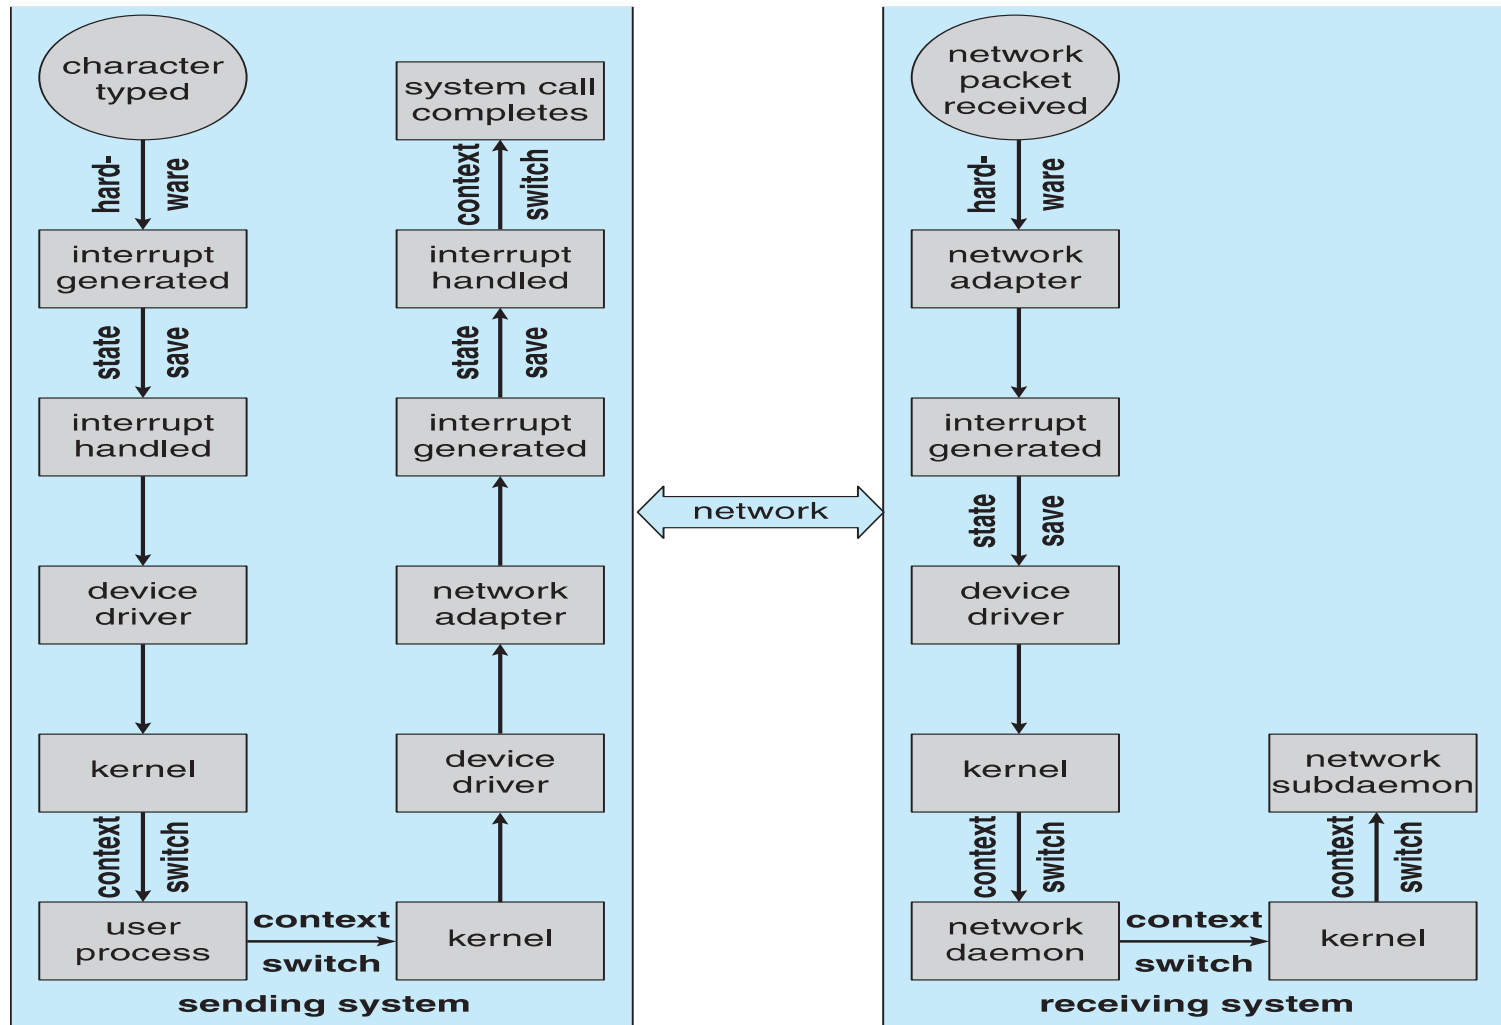 character
typed
hard-
ware
interrupt
generated
state
save
interrupt
handled
device
driver
kernel
context
switch
user
process
context
switch
kernel
device
driver
network
adapter
interrupt
generated
state
save
interrupt
handled
context
switch
system call
completes
sending system
network
network
packet
received
hard-
ware
network
adapter
interrupt
generated
state
save
device
driver
kernel
context
switch
network
daemon
context
switch
kernel
context
switch
network
subdaemon
receiving system